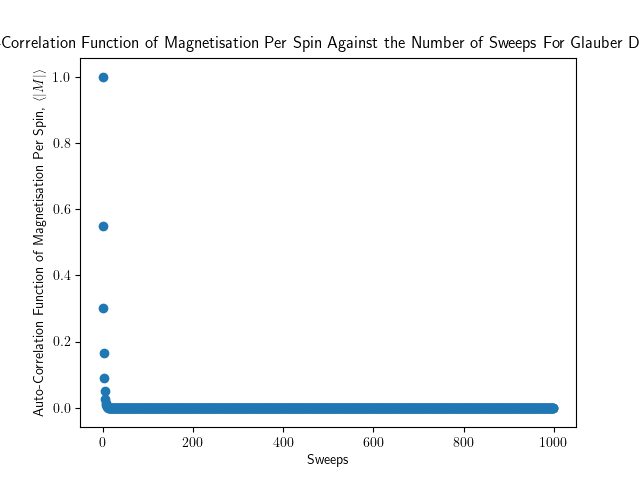 -Correlation Function of Magnetisation Per Spin Against the Number of Sweeps For Glauber D
Auto-Correlation Function of Magnetisation Per Spin, ⟨|M|⟩
1.0
0.8
0.6
0.4
0.2
0.0
0 200 400 600 800 1000
Sweeps